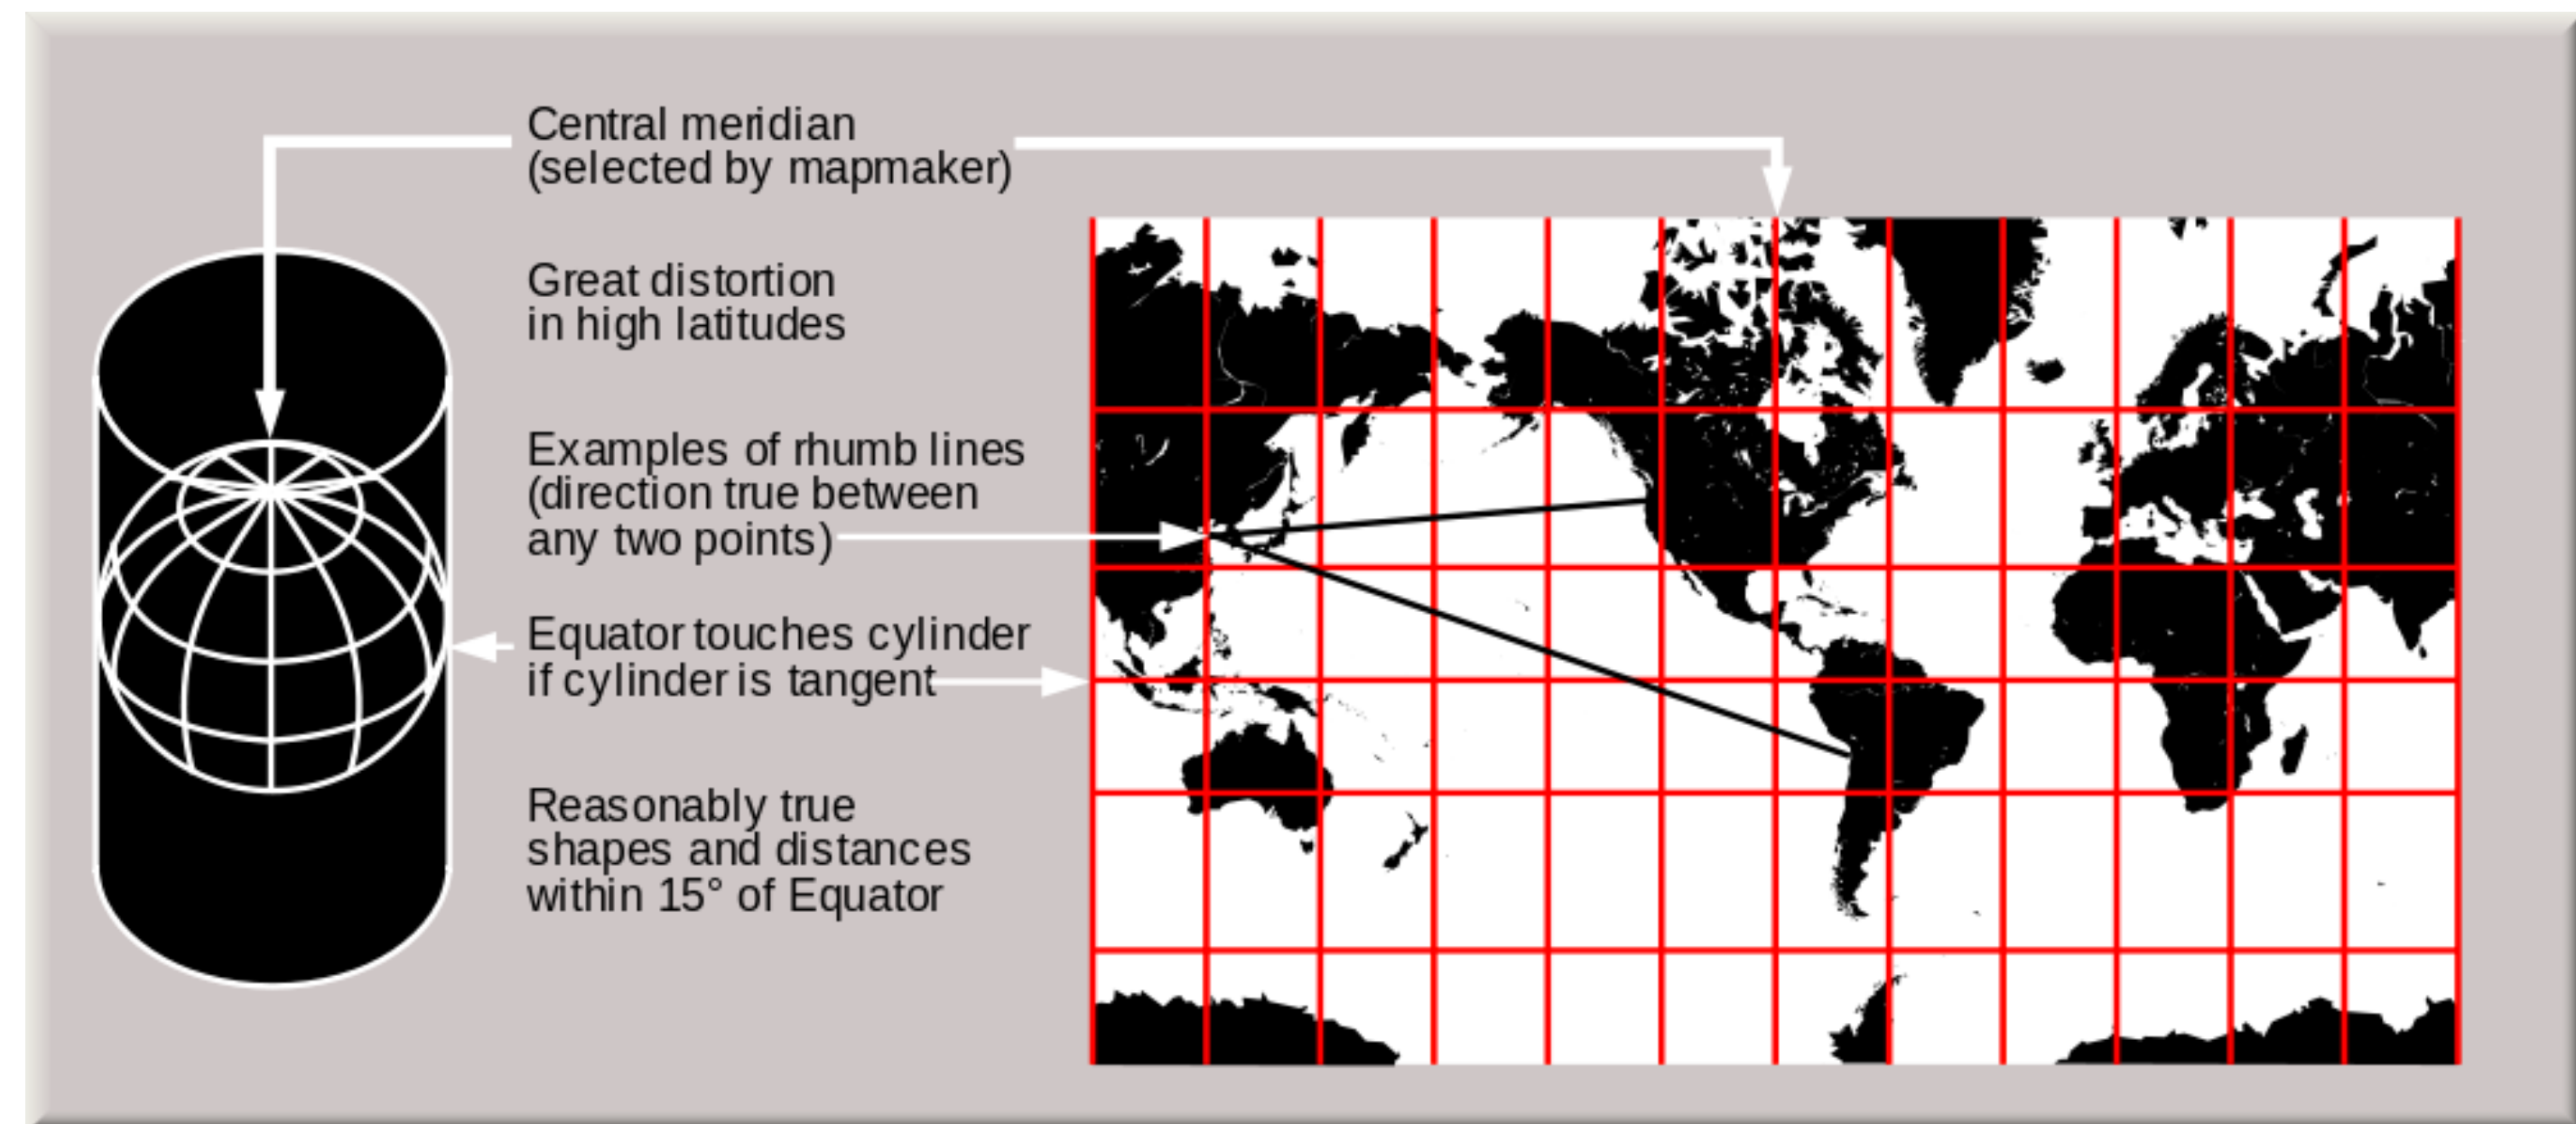 Central meridian
(selected by mapmaker)
Great distortion
in high latitudes
Examples of rhumb lines
(direction true between
any two points)
Equator touches cylinder
if cylinder is tangent
Reasonably true
shapes and distances
within 15° of Equator